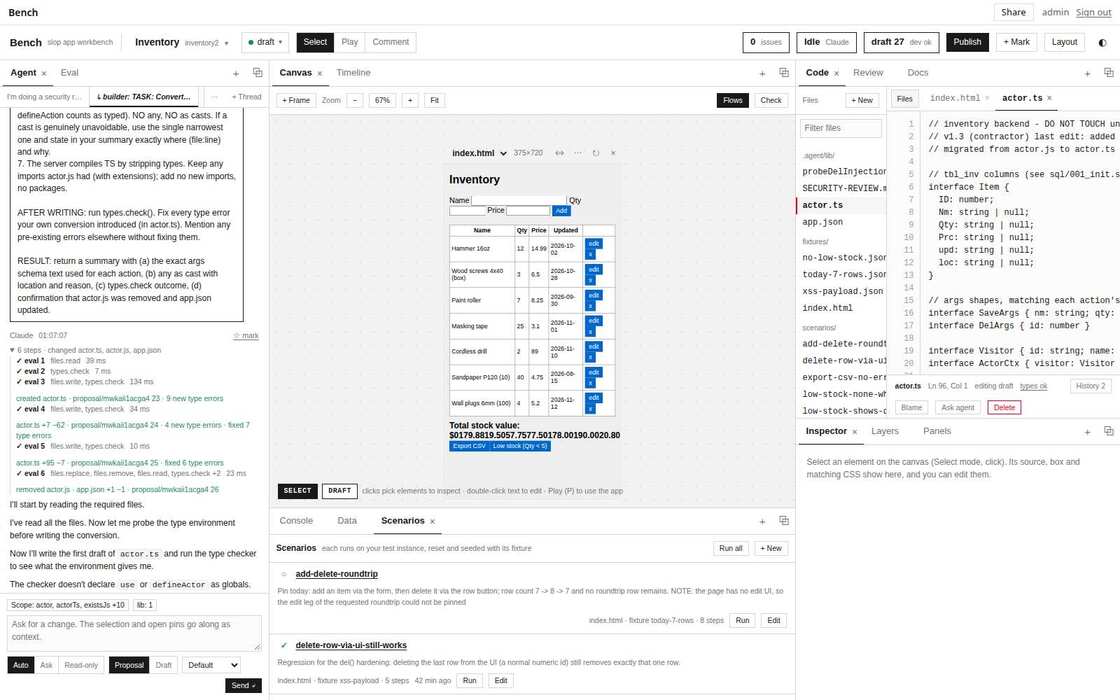 Bench
Share
admin
Sign out
Bench slop app workbench
Inventory inventory2
draft
Select
Play
Comment
0 issues
Idle Claude
draft 27 dev ok
Publish
+ Mark
Layout
Agent ×
Eval
I'm doing a security r…
↳ builder: TASK: Convert…
···
+ Thread
defineAction counts as typed). NO any, NO as casts. If a
cast is genuinely unavoidable, use the single narrowest
one and state in your summary exactly where (file:line)
and why.
7. The server compiles TS by stripping types. Keep any
imports actor.js had (with extensions); add no new imports,
no packages.
AFTER WRITING: run types.check(). Fix every type error
your own conversion introduced (in actor.ts). Mention any
pre-existing errors elsewhere without fixing them.
RESULT: return a summary with (a) the exact args
schema text used for each action, (b) any as cast with
location and reason, (c) types.check outcome, (d)
confirmation that actor.js was removed and app.json
updated.
Claude 01:07:07
☆ mark
▾ 6 steps · changed actor.ts, actor.js, app.json
✓ eval 1 files.read 39 ms
✓ eval 2 types.check 7 ms
✓ eval 3 files.write, types.check 134 ms
created actor.ts · proposal/mwkaii1acga4 23 · 9 new type errors
✓ eval 4 files.write, types.check 34 ms
actor.ts +7 −62 · proposal/mwkaii1acga4 24 · 4 new type errors · fixed 7
type errors
✓ eval 5 files.write, types.check 10 ms
actor.ts +95 −7 · proposal/mwkaii1acga4 25 · fixed 6 type errors
✓ eval 6 files.replace, files.remove, files.read, types.check +2 23 ms
removed actor.js · app.json +1 −1 · proposal/mwkaii1acga4 26
I'll start by reading the required files.
I've read all the files. Now let me probe the type environment
before writing the conversion.
Now I'll write the first draft of actor.ts and run the type checker
to see what the environment gives me.
The checker doesn't declare use or defineActor as globals.
Scope: actor, actorTs, existsJs +10
lib: 1
Ask for a change. The selection and open pins go along as
context.
Auto
Ask
Read-only
Proposal
Draft
Default
Send
Canvas ×
Timeline
+ Frame
Zoom
−
67%
+
Fit
Flows
Check
index.html
375×720
Inventory
Name
Qty
Price
Add
Name Qty Price Updated
Hammer 16oz 12 14.99 2026-10-02 edit x
Wood screws 4x40 (box) 3 6.5 2026-10-28 edit x
Paint roller 7 8.25 2026-09-30 edit x
Masking tape 25 3.1 2026-11-01 edit x
Cordless drill 2 89 2026-11-10 edit x
Sandpaper P120 (10) 40 4.75 2026-08-15 edit x
Wall plugs 6mm (100) 4 5.2 2026-11-12 edit x
Total stock value:
$0179.8819.5057.7577.50178.00190.0020.80
Export CSV
Low stock (Qty < 5)
SELECT
DRAFT
clicks pick elements to inspect · double-click text to edit · Play (P) to use the app
Console
Data
Scenarios ×
Scenarios each runs on your test instance, reset and seeded with its fixture
Run all
+ New
add-delete-roundtrip
Pin today: add an item via the form, then delete it via the row button; row count 7 -> 8 -> 7 and no roundtrip row remains. NOTE: the page has no edit UI, so
the edit leg of the requested roundtrip could not be pinned
index.html · fixture today-7-rows · 8 steps
Run
Edit
✓ delete-row-via-ui-still-works
Regression for the del() hardening: deleting the last row from the UI (a normal numeric id) still removes exactly that one row.
index.html · fixture xss-payload · 5 steps 42 min ago
Run
Edit
Code ×
Review
Docs
Files
+ New
Filter files
.agent/lib/
probeDelInjection
SECURITY-REVIEW.m
actor.ts
app.json
fixtures/
no-low-stock.json
today-7-rows.json
xss-payload.json
index.html
scenarios/
add-delete-roundt
delete-row-via-ui
export-csv-no-err
low-stock-none-wh
low-stock-shows-o
Files
index.html ×
actor.ts ×
1 // inventory backend - DO NOT TOUCH un
2 // v1.3 (contractor) last edit: added
3 // migrated from actor.js to actor.ts
4
5 // tbl_inv columns (see sql/001_init.s
6 interface Item {
7 ID: number;
8 Nm: string | null;
9 Qty: string | null;
10 Prc: string | null;
11 upd: string | null;
12 loc: string | null;
13 }
14
15 // args shapes, matching each action's
16 interface SaveArgs { nm: string; qty:
17 interface DelArgs { id: number }
18
19 interface Visitor { id: string; name:
20 interface ActorCtx { visitor: Visitor
actor.ts Ln 96, Col 1 editing draft types ok
History 2
Blame
Ask agent
Delete
Inspector ×
Layers
Panels
Select an element on the canvas (Select mode, click). Its source, box and
matching CSS show here, and you can edit them.